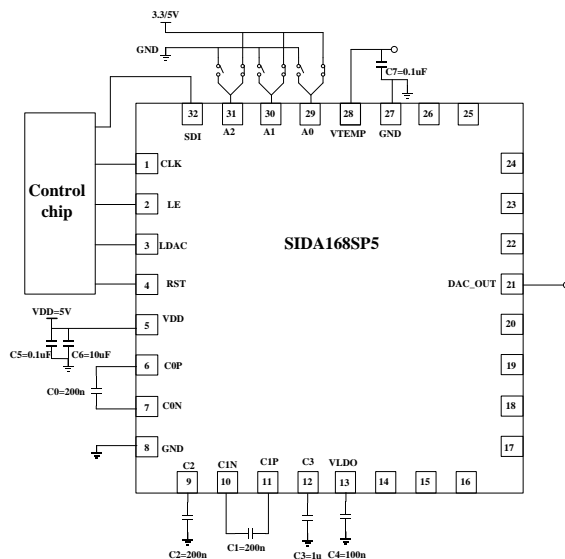 3.3/5V
GND
C7=0.1uF
32 31 30 29 28 27 26 25
SDI A2 A1 A0 VTEMP GND
Control
chip
1 CLK
2 LE
3 LDAC
4 RST
VDD=5V
5 VDD
C5=0.1uF C6=10uF
6 C0P
C0=200n
7 C0N
8 GND
SIDA168SP5
24
23
22
DAC_OUT 21
20
19
18
17
C2 C1N C1P C3 VLDO
9 10 11 12 13 14 15 16
C2=200n C1=200n C3=1u C4=100n